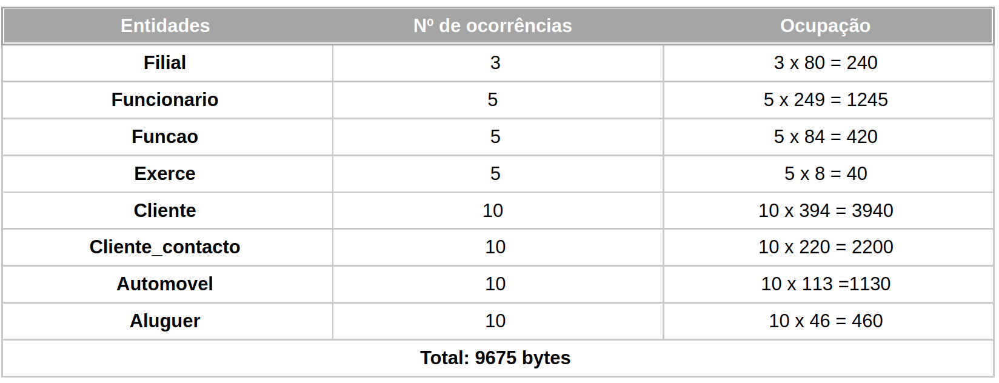 Entidades Nº de ocorrências Ocupação
Filial 3 3 x 80 = 240
Funcionario 5 5 x 249 = 1245
Funcao 5 5 x 84 = 420
Exerce 5 5 x 8 = 40
Cliente 10 10 x 394 = 3940
Cliente_contacto 10 10 x 220 = 2200
Automovel 10 10 x 113 =1130
Aluguer 10 10 x 46 = 460
Total: 9675 bytes